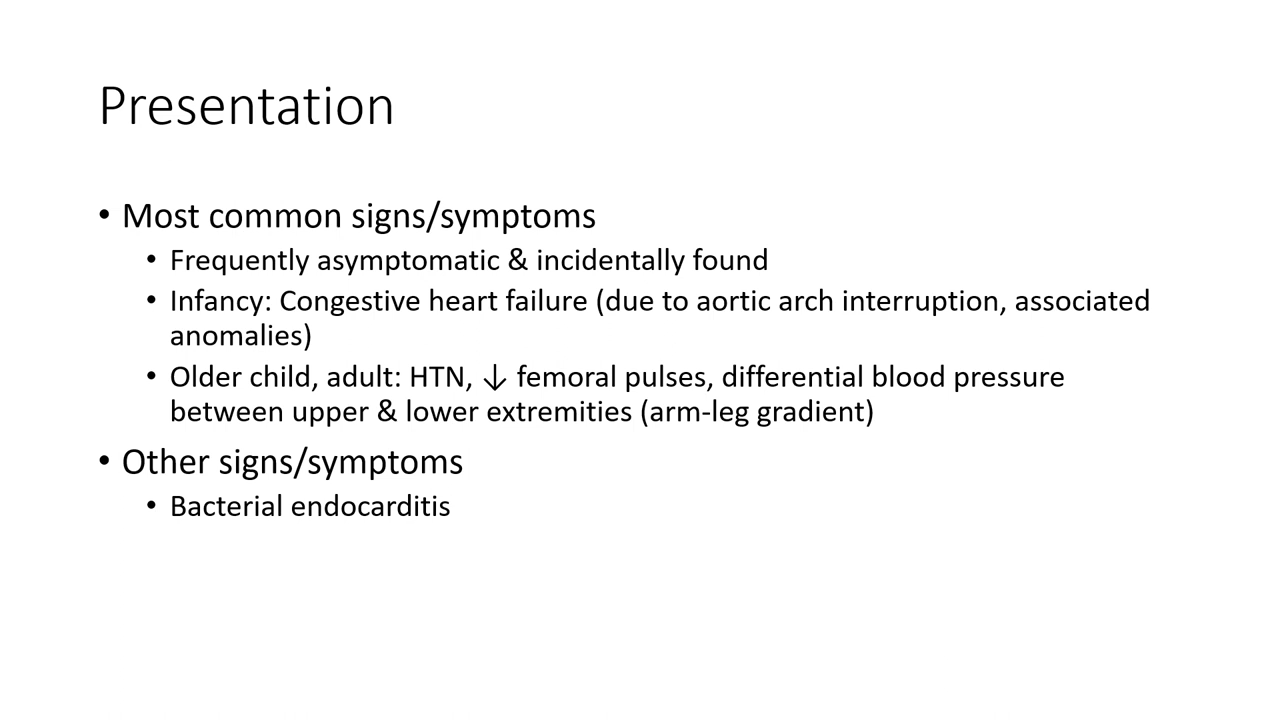 Presentation
• Most common signs/symptoms
• Frequently asymptomatic & incidentally found
• Infancy: Congestive heart failure (due to aortic arch interruption, associated
anomalies)
• Older child, adult: HTN, ↓ femoral pulses, differential blood pressure
between upper & lower extremities (arm-leg gradient)
• Other signs/symptoms
• Bacterial endocarditis